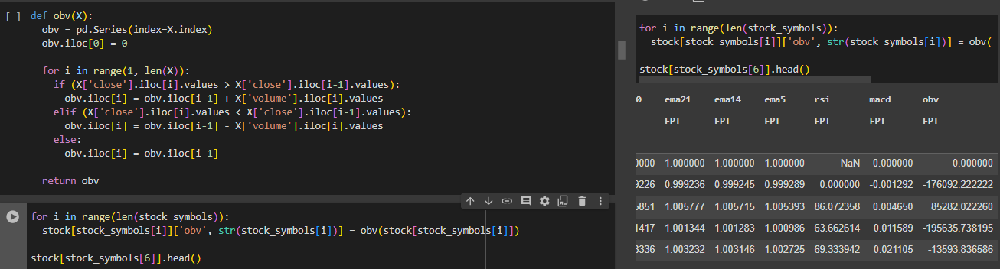 [ ] def obv(X):
obv = pd.Series(index=X.index)
obv.iloc[0] = 0
for i in range(1, len(X)):
if (X['close'].iloc[i].values > X['close'].iloc[i-1].values):
obv.iloc[i] = obv.iloc[i-1] + X['volume'].iloc[i].values
elif (X['close'].iloc[i].values < X['close'].iloc[i-1].values):
obv.iloc[i] = obv.iloc[i-1] - X['volume'].iloc[i].values
else:
obv.iloc[i] = obv.iloc[i-1]
return obv
for i in range(len(stock_symbols)):
stock[stock_symbols[i]]['obv', str(stock_symbols[i])] = obv(stock[stock_symbols[i]])
stock[stock_symbols[6]].head()
for i in range(len(stock_symbols)):
stock[stock_symbols[i]]['obv', str(stock_symbols[i])] = obv(
stock[stock_symbols[6]].head()
0 ema21 ema14 ema5 rsi macd obv
FPT FPT FPT FPT FPT FPT
0000 1.000000 1.000000 1.000000 NaN 0.000000 0.000000
9226 0.999236 0.999245 0.999289 0.000000 -0.001292 -176092.222222
5851 1.005777 1.005715 1.005393 86.072358 0.004650 85282.022260
1417 1.001344 1.001283 1.000986 63.662614 0.011589 -195635.738195
3336 1.003232 1.003146 1.002725 69.333942 0.021105 -13593.836586